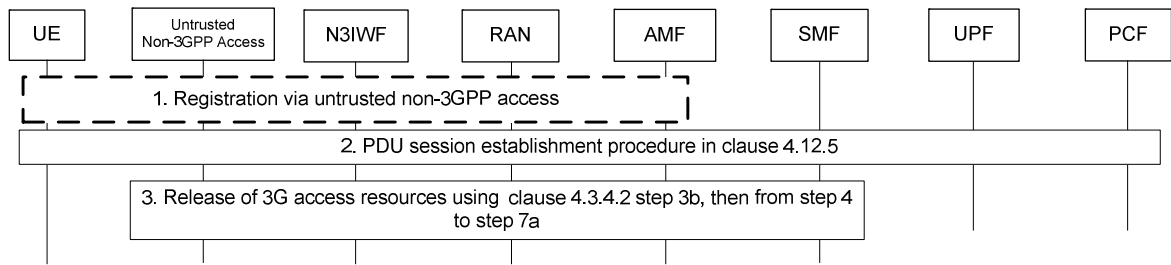 UE
Untrusted
Non-3GPP Access
N3IWF
RAN
AMF
SMF
UPF
PCF
1. Registration via untrusted non-3GPP access
2. PDU session establishment procedure in clause 4.12.5
3. Release of 3G access resources using clause 4.3.4.2 step 3b, then from step 4
to step 7a